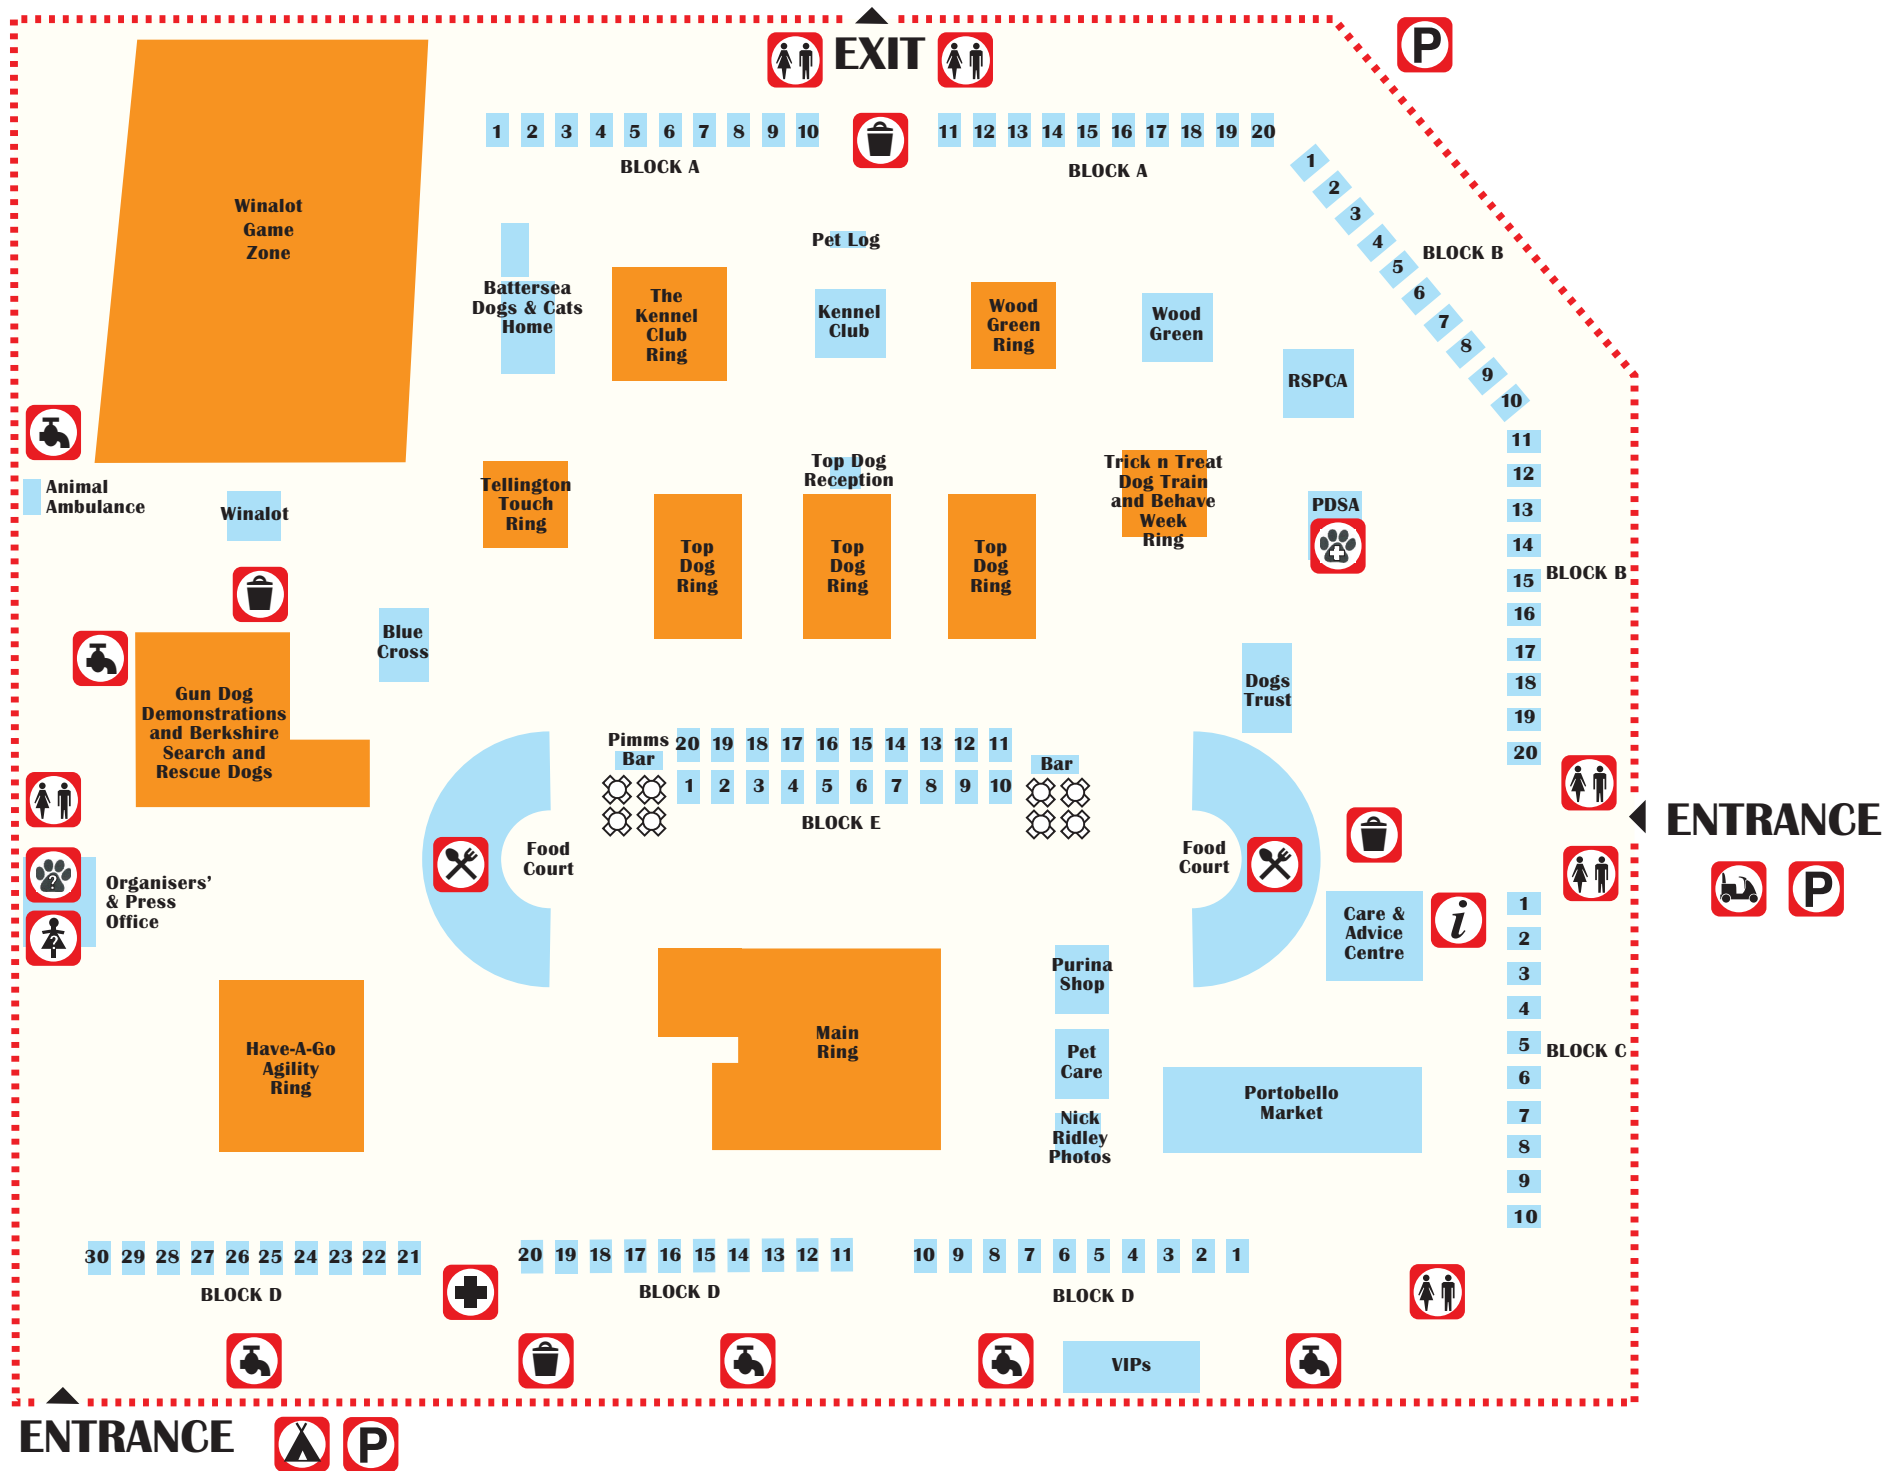 EXIT
P
1 2 3 4 5 6 7 8 9 10
BLOCK A
11 12 13 14 15 16 17 18 19 20
BLOCK A
1
2
3
4
5
6
7
8
9
10
BLOCK B
11
12
13
14
15
16
17
18
19
20
BLOCK B
Winalot
Game
Zone
Pet Log
Battersea
Dogs & Cats
Home
The
Kennel
Club
Ring
Kennel
Club
Wood
Green
Ring
Wood
Green
RSPCA
Animal
Ambulance
Winalot
Tellington
Touch
Ring
Top Dog
Reception
Top
Dog
Ring
Top
Dog
Ring
Top
Dog
Ring
Trick n Treat
Dog Train
and Behave
Week
Ring
PDSA
Blue
Cross
Dogs
Trust
Gun Dog
Demonstrations
and Berkshire
Search and
Rescue Dogs
Pimms
Bar
20 19 18 17 16 15 14 13 12 11
1 2 3 4 5 6 7 8 9 10
BLOCK E
Bar
Food
Court
Food
Court
ENTRANCE
P
?
?
Organisers'
& Press
Office
Care &
Advice
Centre
i
1
2
3
4
5
6
7
8
9
10
BLOCK C
Have-A-Go
Agility
Ring
Main
Ring
Purina
Shop
Pet
Care
Nick
Ridley
Photos
Portobello
Market
30 29 28 27 26 25 24 23 22 21
BLOCK D
20 19 18 17 16 15 14 13 12 11
BLOCK D
10 9 8 7 6 5 4 3 2 1
BLOCK D
VIPs
ENTRANCE
P